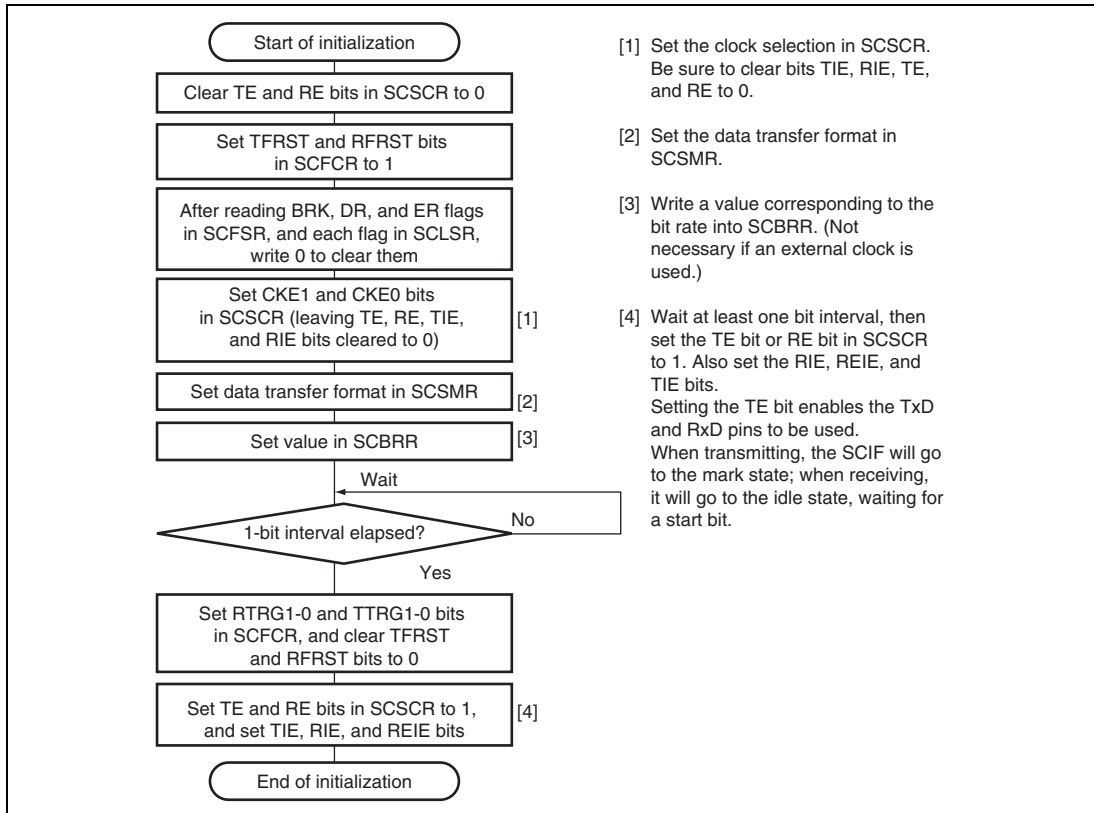 Start of initialization
Clear TE and RE bits in SCSCR to 0
Set TFRST and RFRST bits
in SCFCR to 1
After reading BRK, DR, and ER flags
in SCFSR, and each flag in SCLSR,
write 0 to clear them
Set CKE1 and CKE0 bits
in SCSCR (leaving TE, RE, TIE,
and RIE bits cleared to 0)
[1]
Set data transfer format in SCSMR
[2]
Set value in SCBRR
[3]
Wait
1-bit interval elapsed?
No
Yes
Set RTRG1-0 and TTRG1-0 bits
in SCFCR, and clear TFRST
and RFRST bits to 0
Set TE and RE bits in SCSCR to 1,
and set TIE, RIE, and REIE bits
[4]
End of initialization
[1] Set the clock selection in SCSCR.
Be sure to clear bits TIE, RIE, TE,
and RE to 0.
[2] Set the data transfer format in
SCSMR.
[3] Write a value corresponding to the
bit rate into SCBRR. (Not
necessary if an external clock is
used.)
[4] Wait at least one bit interval, then
set the TE bit or RE bit in SCSCR
to 1. Also set the RIE, REIE, and
TIE bits.
Setting the TE bit enables the TxD
and RxD pins to be used.
When transmitting, the SCIF will go
to the mark state; when receiving,
it will go to the idle state, waiting for
a start bit.